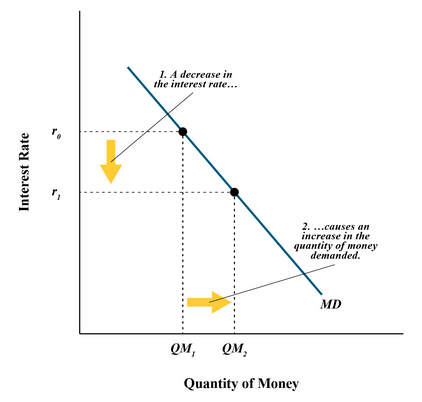 1. A decrease in
the interest rate…
r0
r1
Interest Rate
2. …causes an
increase in the
quantity of money
demanded.
MD
QM1
QM2
Quantity of Money